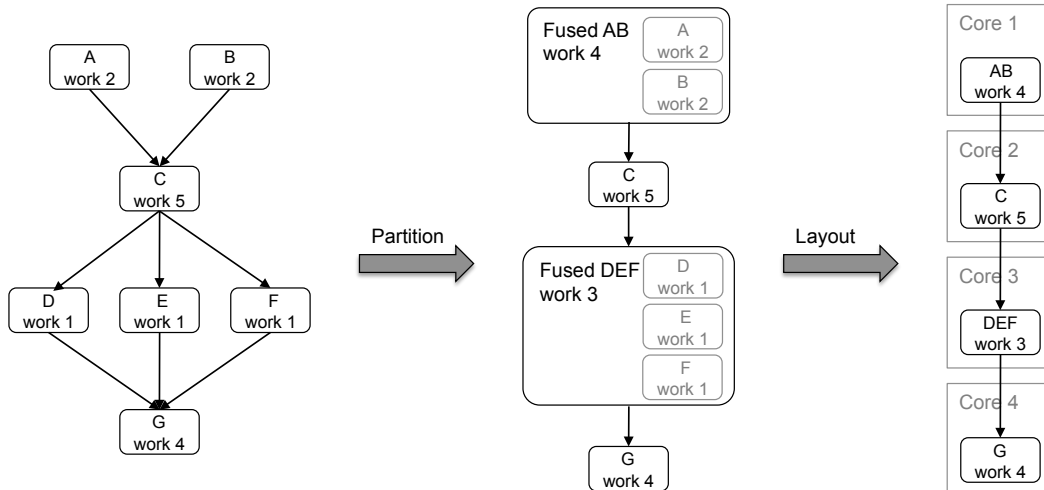 A
work 2
B
work 2
C
work 5
D
work 1
E
work 1
F
work 1
G
work 4
Partition
Fused AB
work 4
A
work 2
B
work 2
C
work 5
Fused DEF
work 3
D
work 1
E
work 1
F
work 1
G
work 4
Layout
Core 1
AB
work 4
Core 2
C
work 5
Core 3
DEF
work 3
Core 4
G
work 4